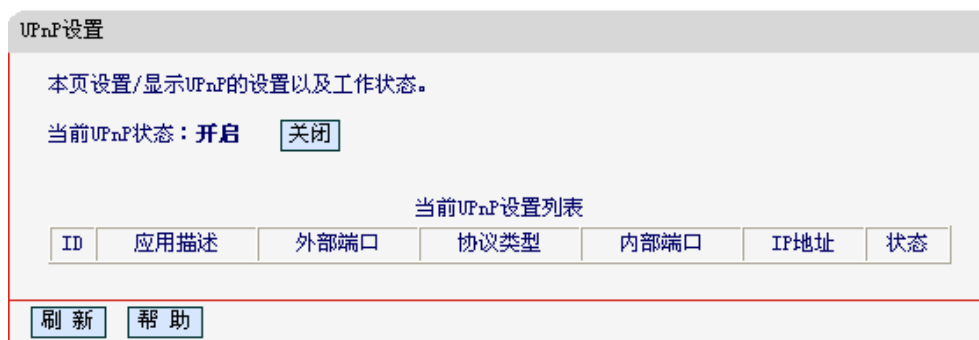 UPnP设置
本页设置/显示UPnP的设置以及工作状态。
当前UPnP状态：开启 关闭
当前UPnP设置列表
ID 应用描述 外部端口 协议类型 内部端口 IP地址 状态
刷 新 帮 助